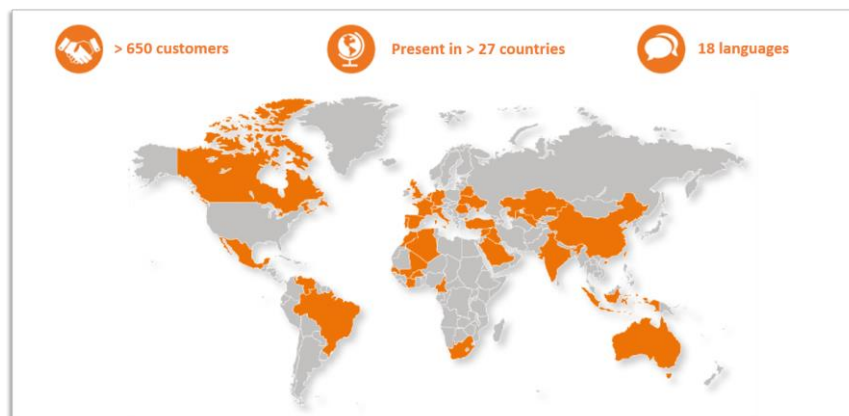 > 650 customers
Present in > 27 countries
18 languages